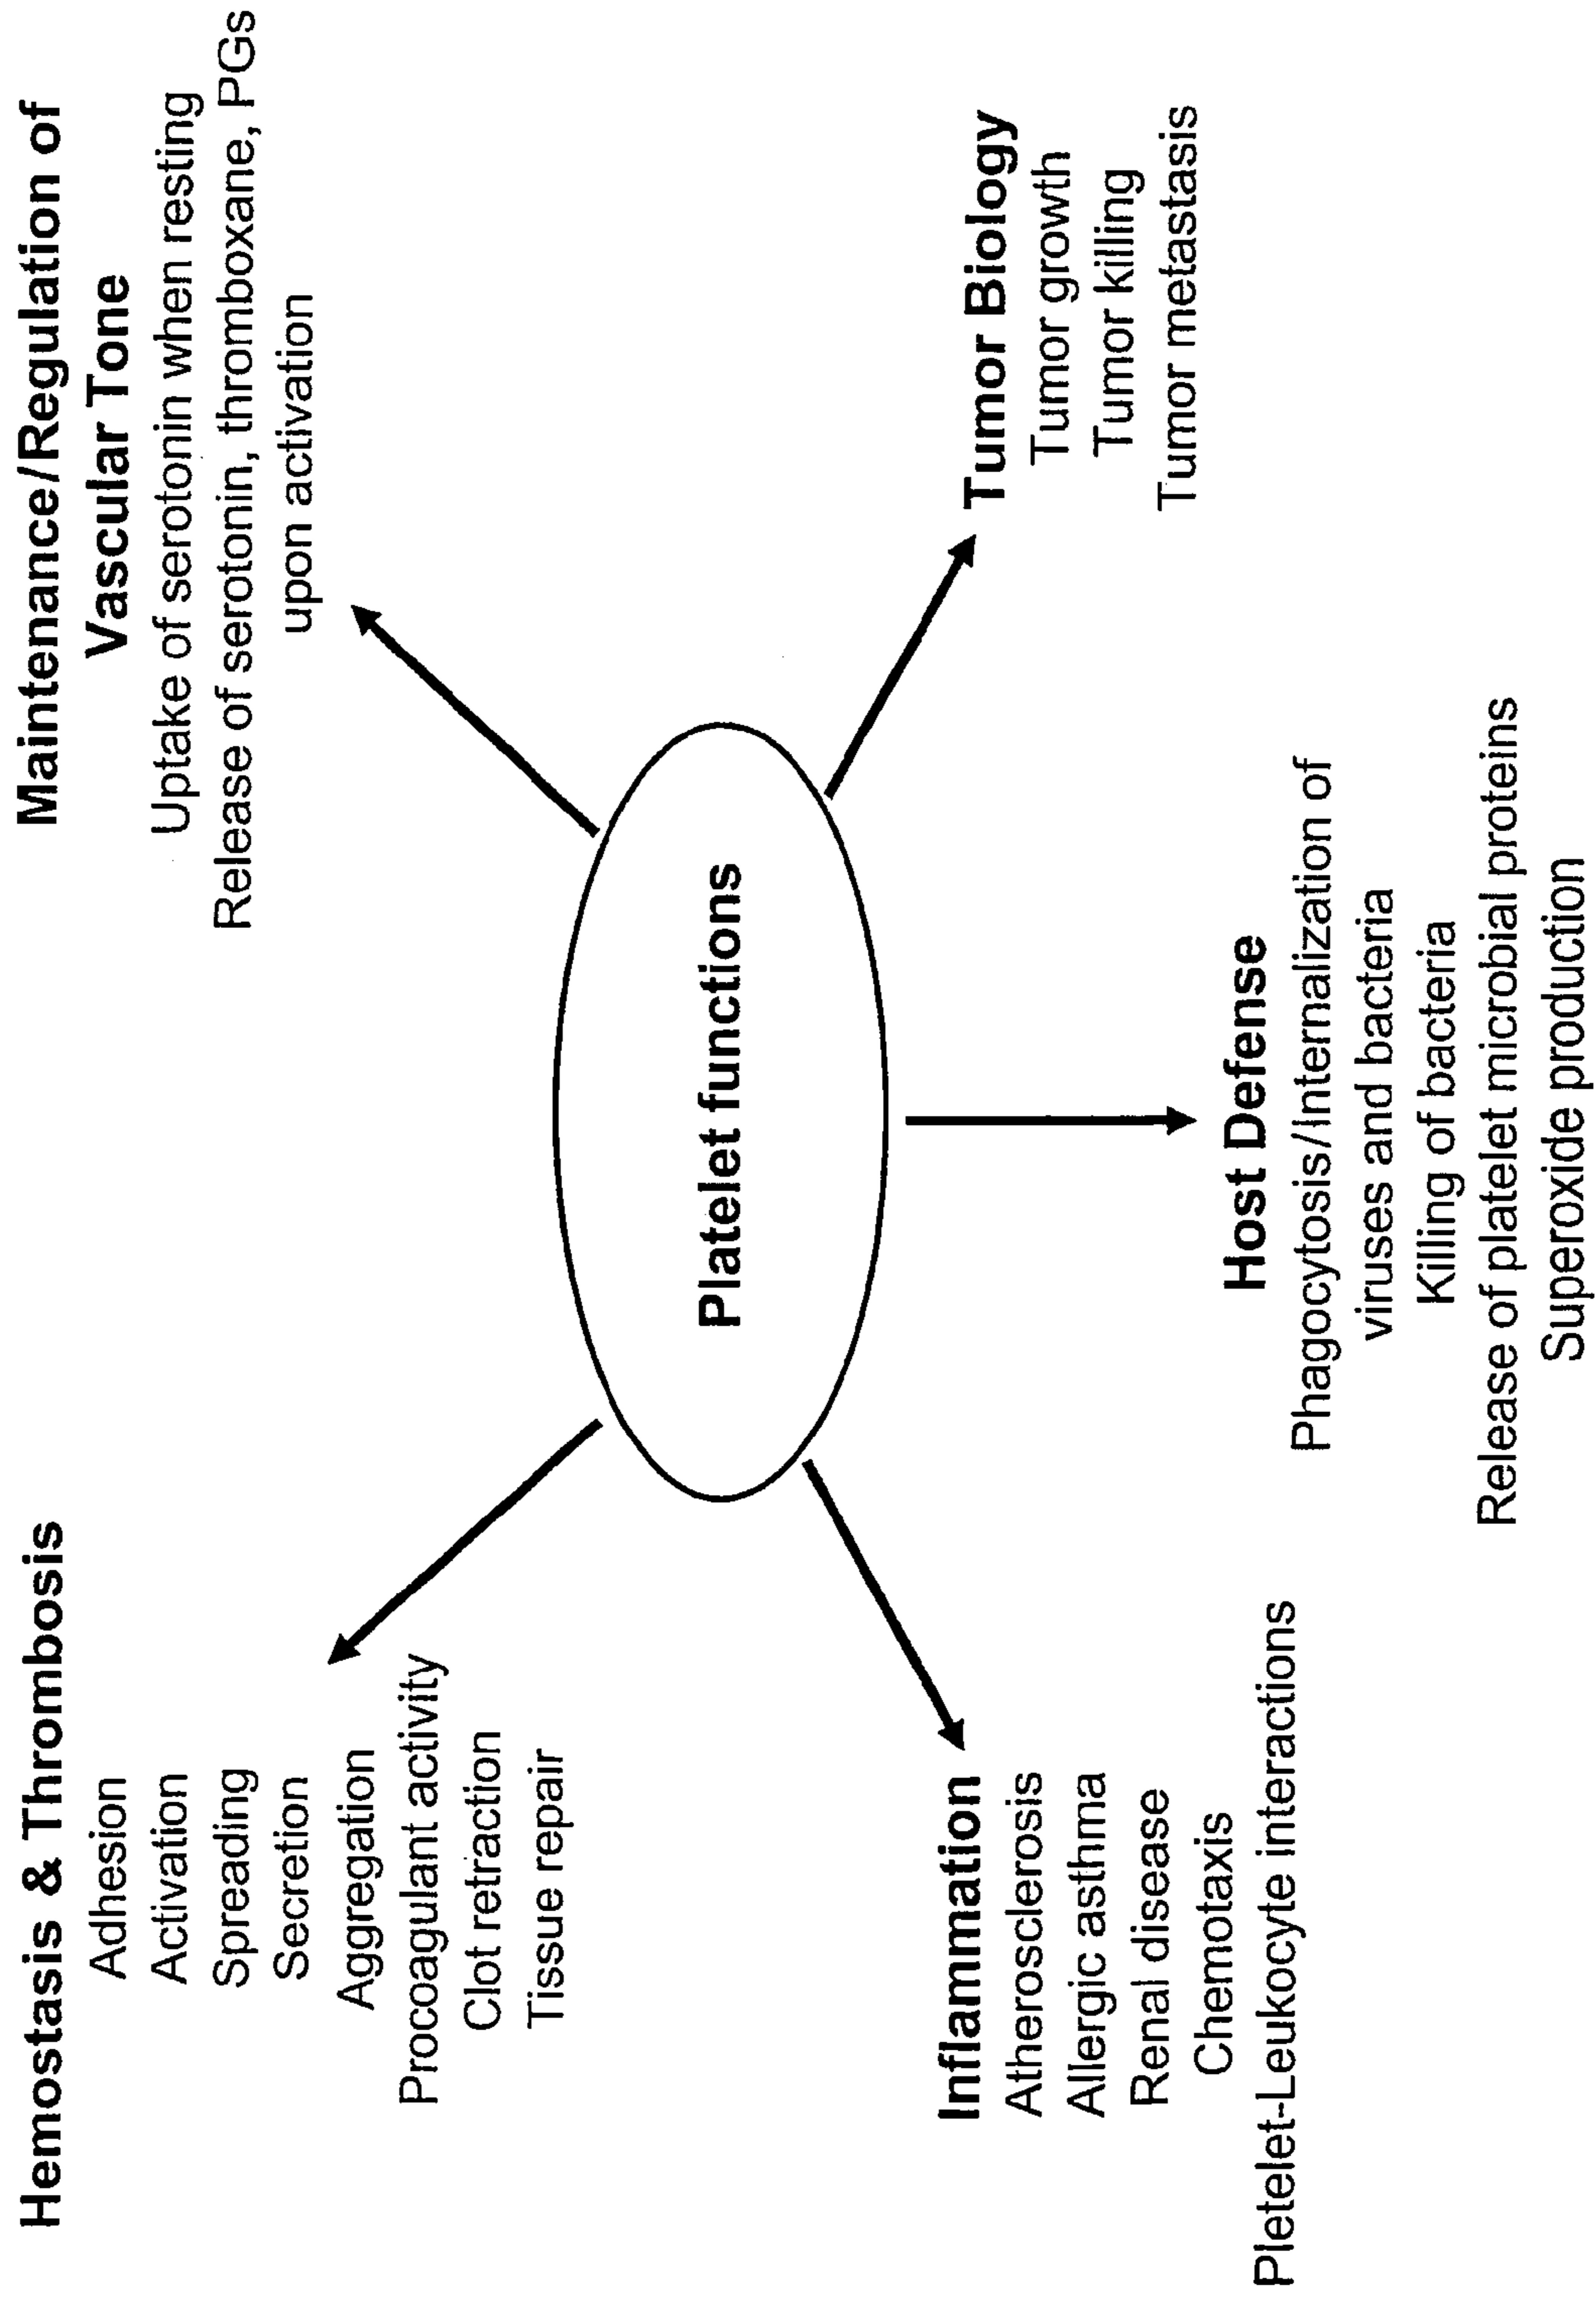 Hemostasis & Thrombosis
Adhesion
Activation
Spreading
Secretion
Aggregation
Procoagulant activity
Clot retraction
Tissue repair
Maintenance/Regulation of
Vascular Tone
Uptake of serotonin when resting
Release of serotonin, thromboxane, PGs
upon activation
Platelet functions
Inflammation
Atherosclerosis
Allergic asthma
Renal disease
Chemotaxis
Pletelet-Leukocyte interactions
Host Defense
Phagocytosis/Internalization of
viruses and bacteria
Killing of bacteria
Release of platelet microbial proteins
Superoxide production
Tumor Biology
Tumor growth
Tumor killing
Tumor metastasis